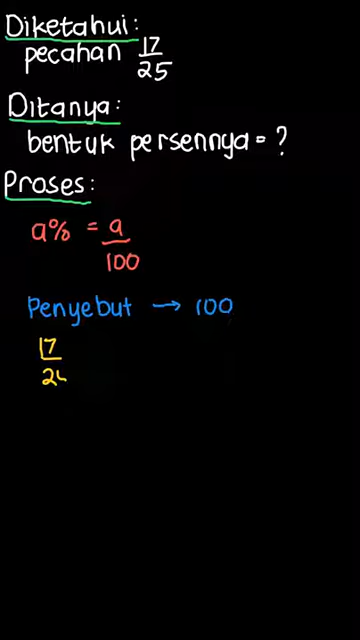 Diketahui:
pecahan 17/25
Ditanya:
bentuk persennya = ?
Proses:
a% = a/100
Penyebut → 100
17